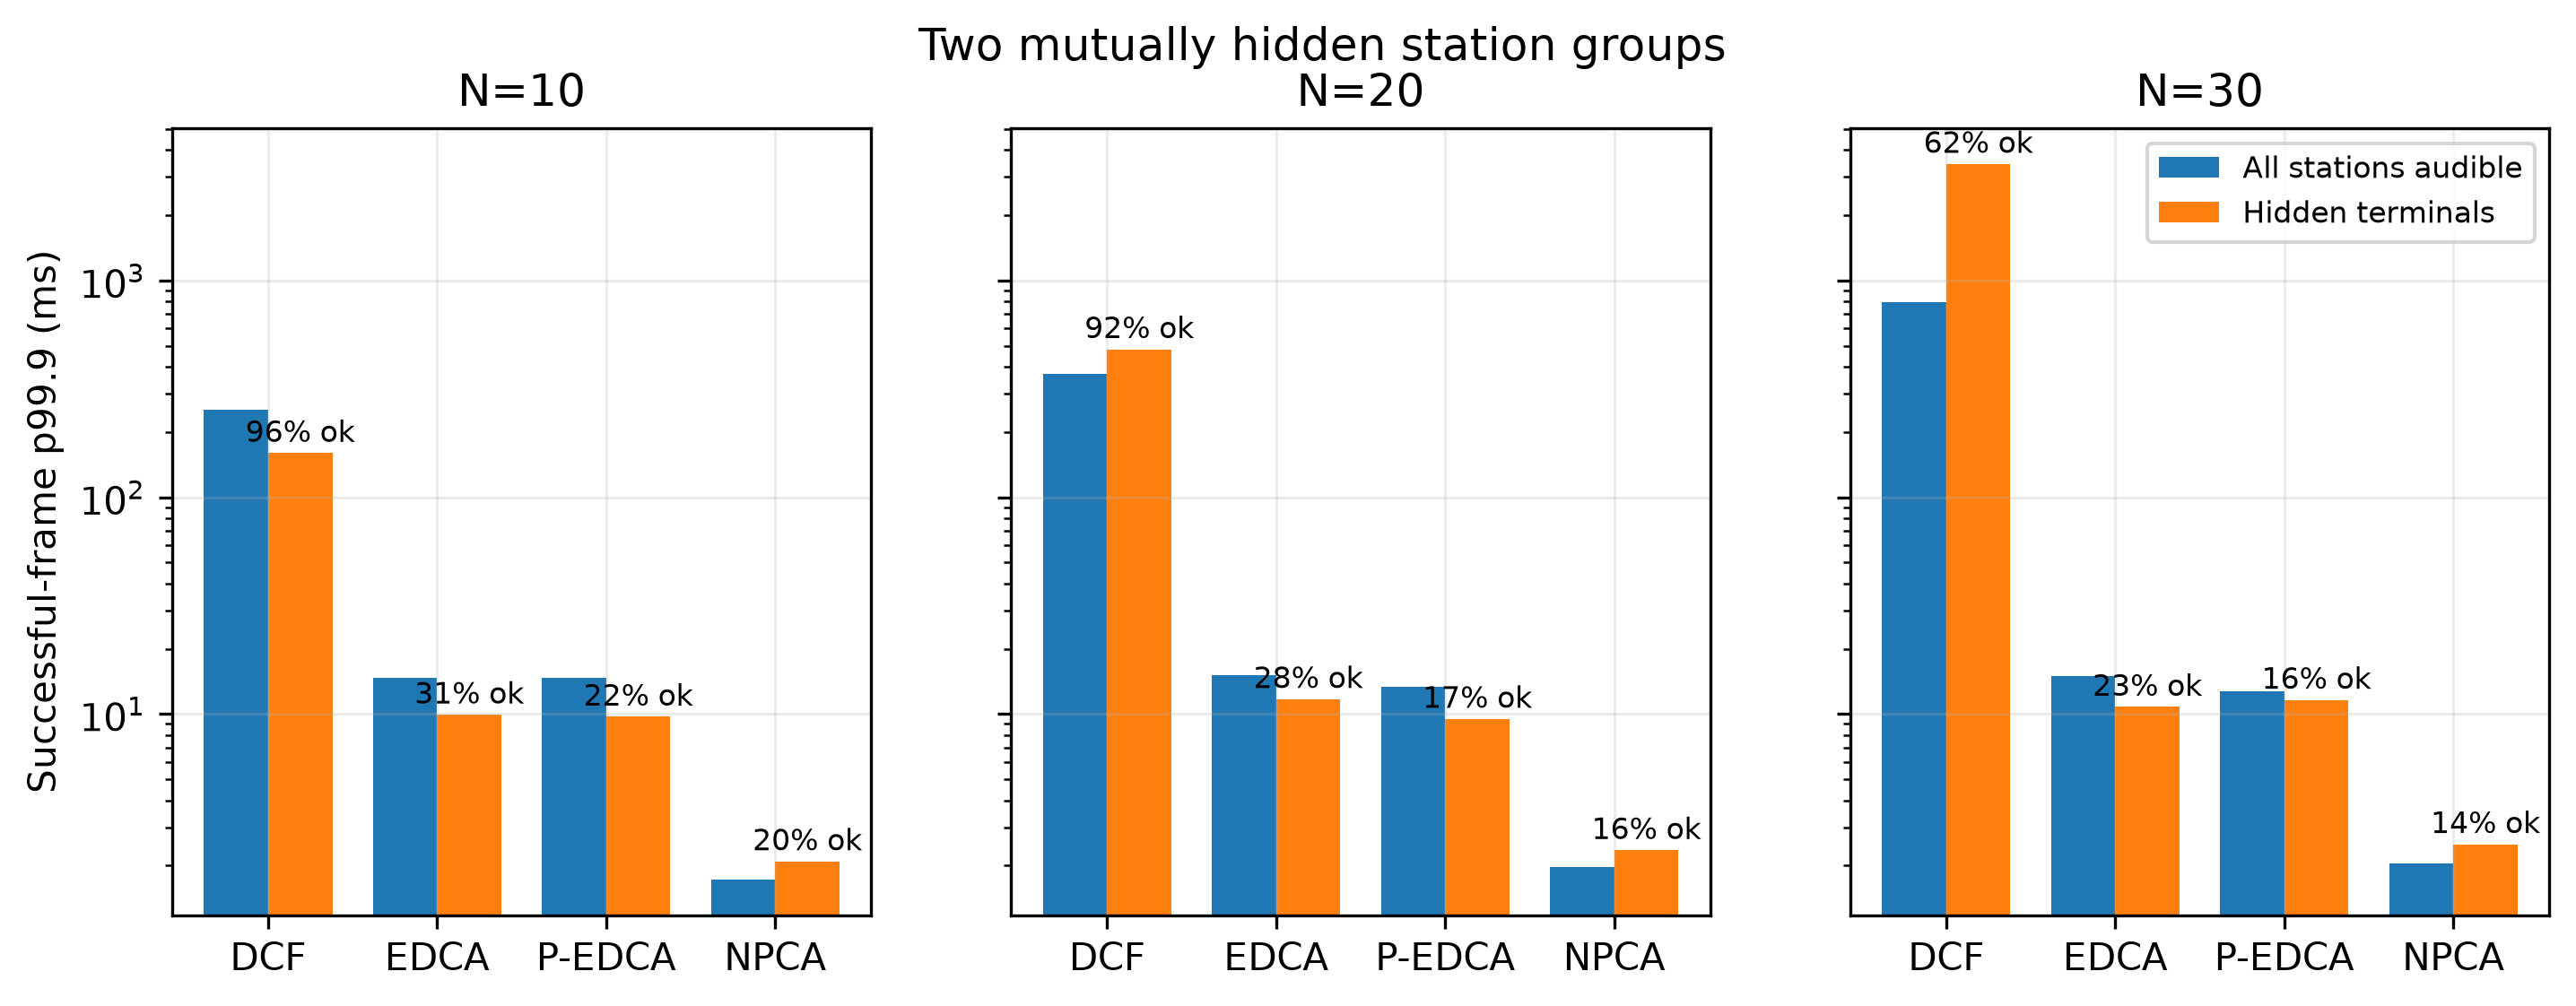 Two mutually hidden station groups
N=10
N=20
N=30
Successful-frame p99.9 (ms)
10³
10²
10¹
96% ok
31% ok
22% ok
20% ok
DCF
EDCA
P-EDCA
NPCA
92% ok
28% ok
17% ok
16% ok
DCF
EDCA
P-EDCA
NPCA
62% ok
23% ok
16% ok
14% ok
All stations audible
Hidden terminals
DCF
EDCA
P-EDCA
NPCA